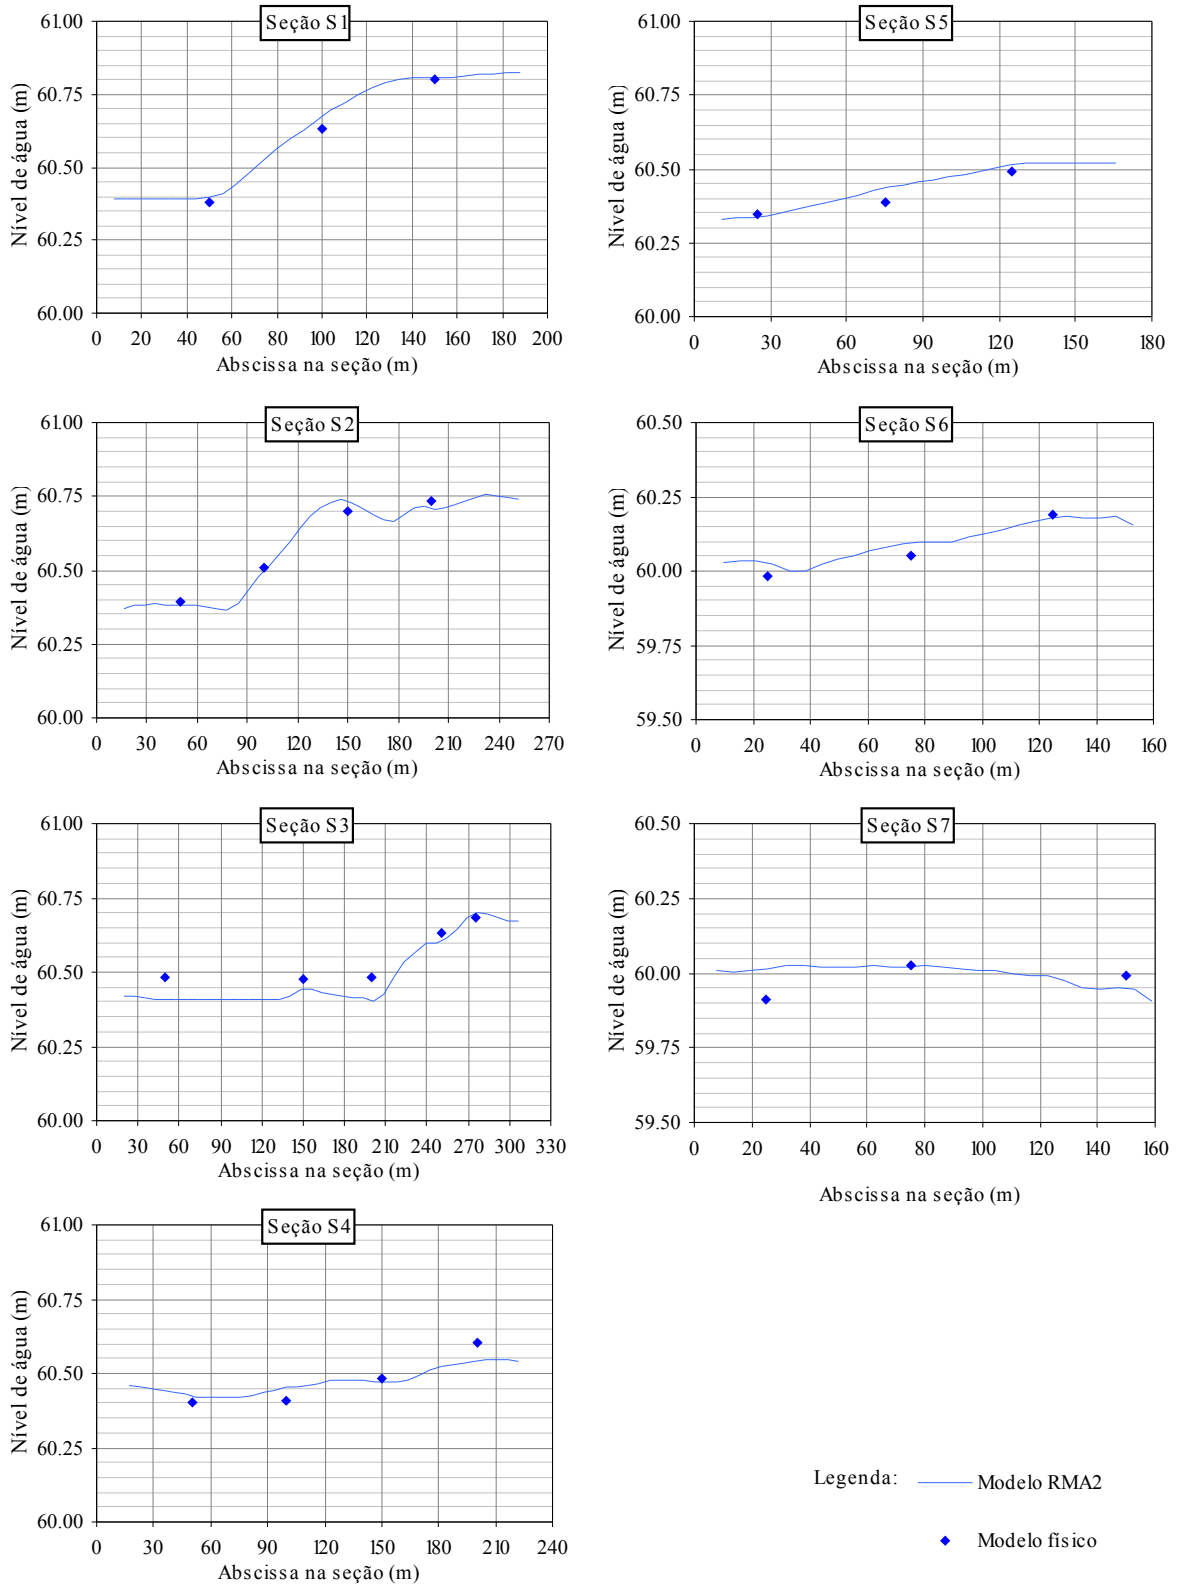 Seção S1
Nível de água (m)
61.00
60.75
60.50
60.25
60.00
0 20 40 60 80 100 120 140 160 180 200
Abscissa na seção (m)
Seção S5
Nível de água (m)
61.00
60.75
60.50
60.25
60.00
0 30 60 90 120 150 180
Abscissa na seção (m)
Seção S2
Nível de água (m)
61.00
60.75
60.50
60.25
60.00
0 30 60 90 120 150 180 210 240 270
Abscissa na seção (m)
Seção S6
Nível de água (m)
60.50
60.25
60.00
59.75
59.50
0 20 40 60 80 100 120 140 160
Abscissa na seção (m)
Seção S3
Nível de água (m)
61.00
60.75
60.50
60.25
60.00
0 30 60 90 120 150 180 210 240 270 300 330
Abscissa na seção (m)
Seção S7
Nível de água (m)
60.50
60.25
60.00
59.75
59.50
0 20 40 60 80 100 120 140 160
Abscissa na seção (m)
Seção S4
Nível de água (m)
61.00
60.75
60.50
60.25
60.00
0 30 60 90 120 150 180 210 240
Abscissa na seção (m)
Legenda: Modelo RMA2
Modelo físico